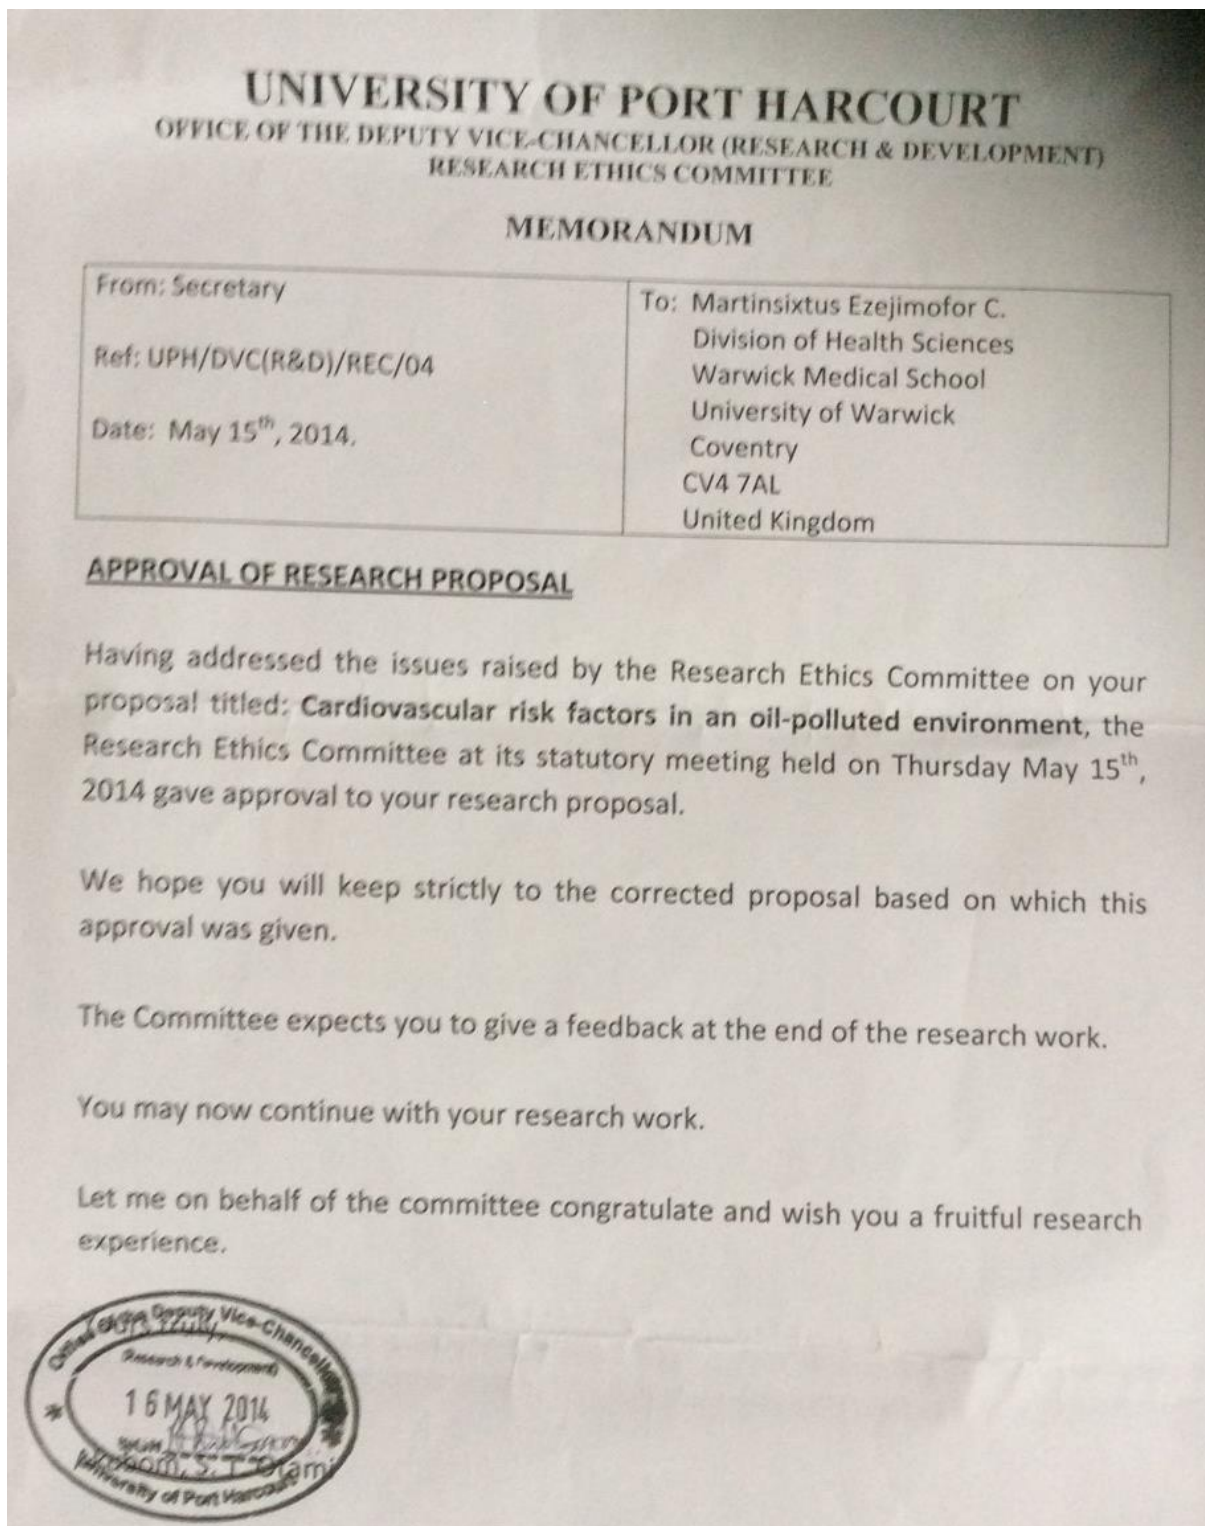 UNIVERSITY OF PORT HARCOURT
OFFICE OF THE DEPUTY VICE-CHANCELLOR (RESEARCH & DEVELOPMENT)
RESEARCH ETHICS COMMITTEE
MEMORANDUM
From: Secretary
Ref: UPH/DVC(R&D)/REC/04
Date: May 15th, 2014.
To: Martinsixtus Ezejimofor C.
Division of Health Sciences
Warwick Medical School
University of Warwick
Coventry
CV4 7AL
United Kingdom
APPROVAL OF RESEARCH PROPOSAL
Having addressed the issues raised by the Research Ethics Committee on your
proposal titled: Cardiovascular risk factors in an oil-polluted environment, the
Research Ethics Committee at its statutory meeting held on Thursday May 15th,
2014 gave approval to your research proposal.
We hope you will keep strictly to the corrected proposal based on which this
approval was given.
The Committee expects you to give a feedback at the end of the research work.
You may now continue with your research work.
Let me on behalf of the committee congratulate and wish you a fruitful research
experience.
Yours truly,
Office of the Deputy Vice-Chancellor
(Research & Development)
16 MAY 2014
S. T.
University of Port Harcourt